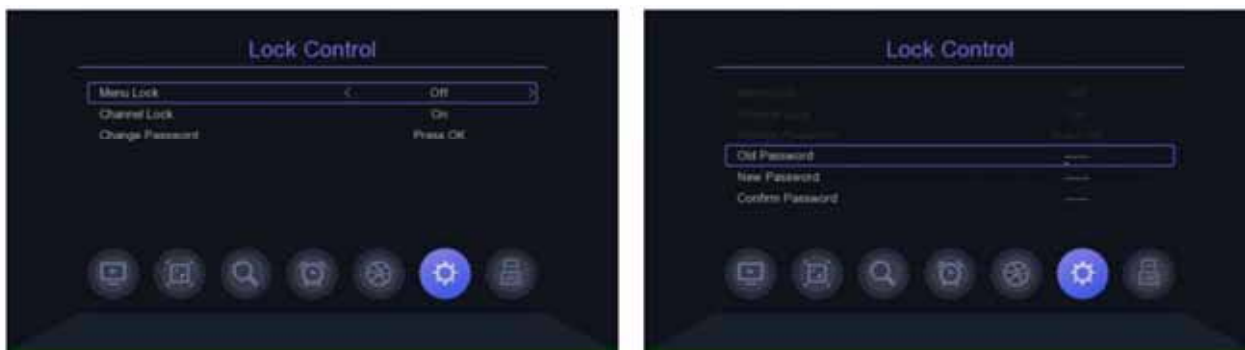 Lock Control
Menu Lock < Off >
Channel Lock On
Change Password Press OK
Lock Control
Old Password
New Password
Confirm Password